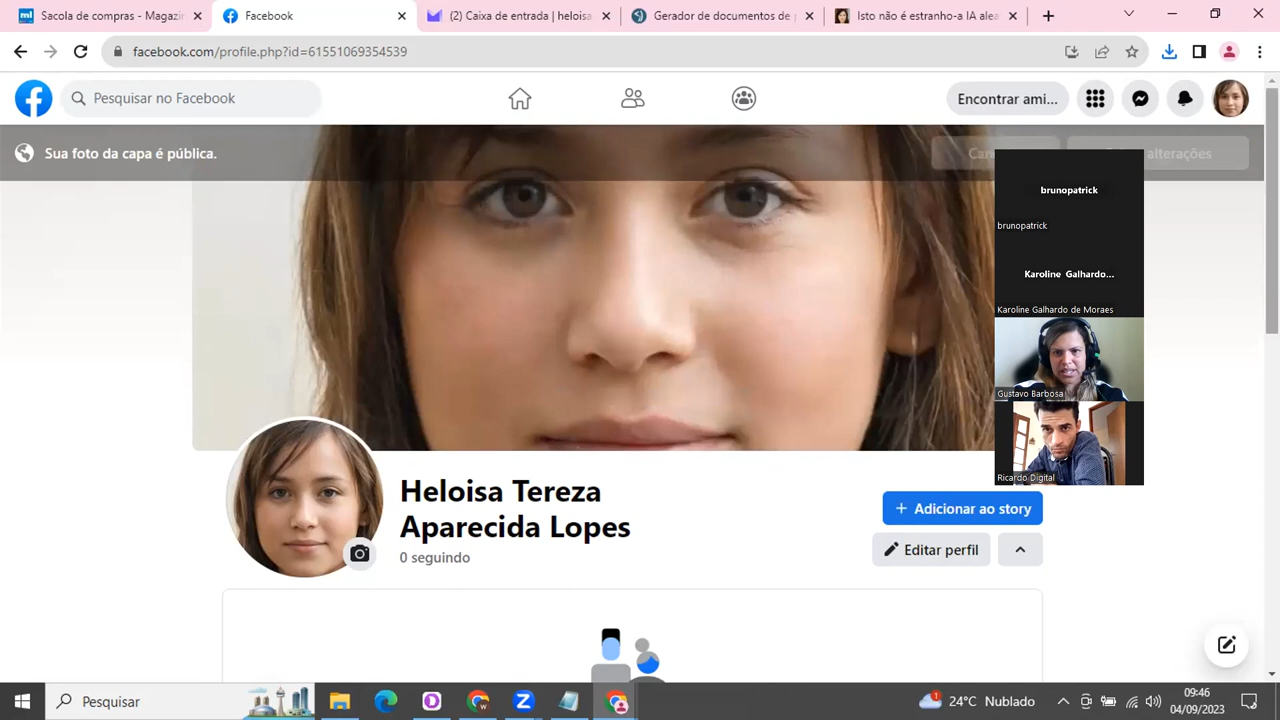 Sacola de compras - Magazin
Facebook
(2) Caixa de entrada | heloisa
Gerador de documentos de p
Isto não é estranho-a IA alea
facebook.com/profile.php?id=61551069354539
Pesquisar no Facebook
Encontrar ami...
Sua foto da capa é pública.
alterações
brunopatrick
brunopatrick
Karoline Galhardo...
Karoline Galhardo de Moraes
Gustavo Barbosa
Ricardo Digital
Heloisa Tereza
Aparecida Lopes
0 seguindo
+ Adicionar ao story
Editar perfil
Pesquisar
24°C Nublado
09:46
04/09/2023